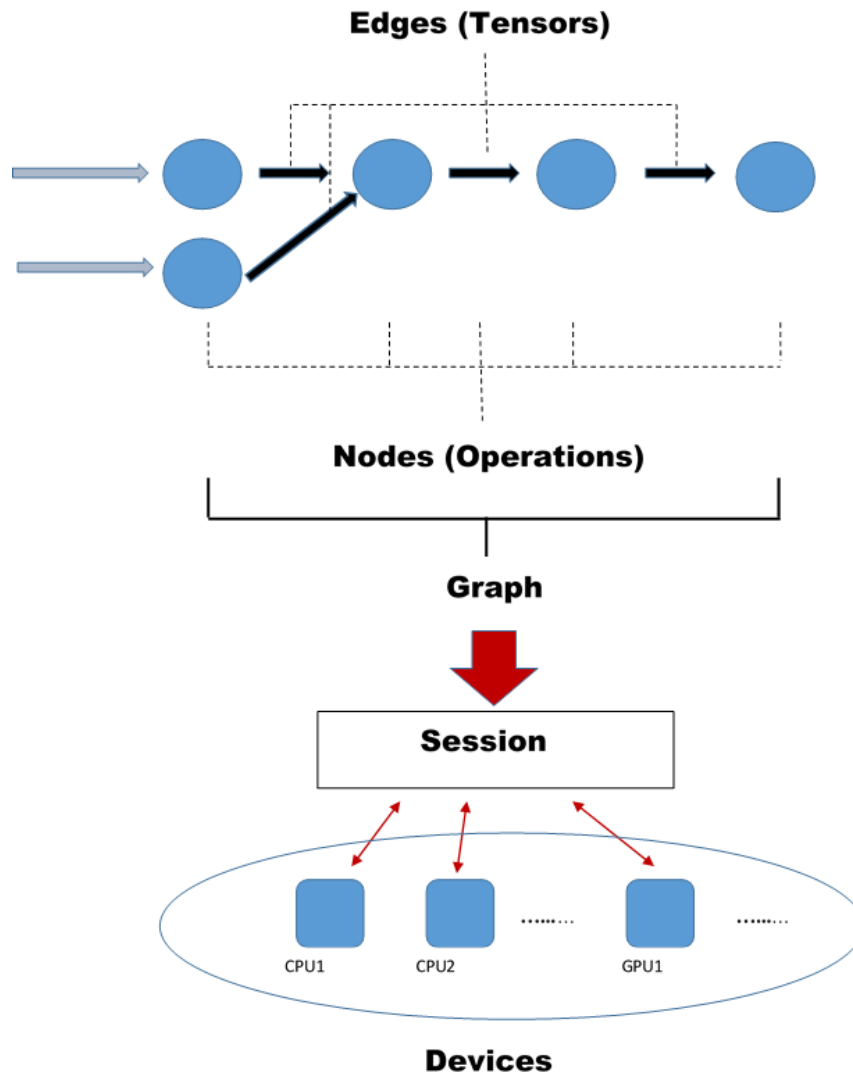 Edges (Tensors)
Nodes (Operations)
Graph
Session
CPU1 CPU2 ......... GPU1 .........
Devices